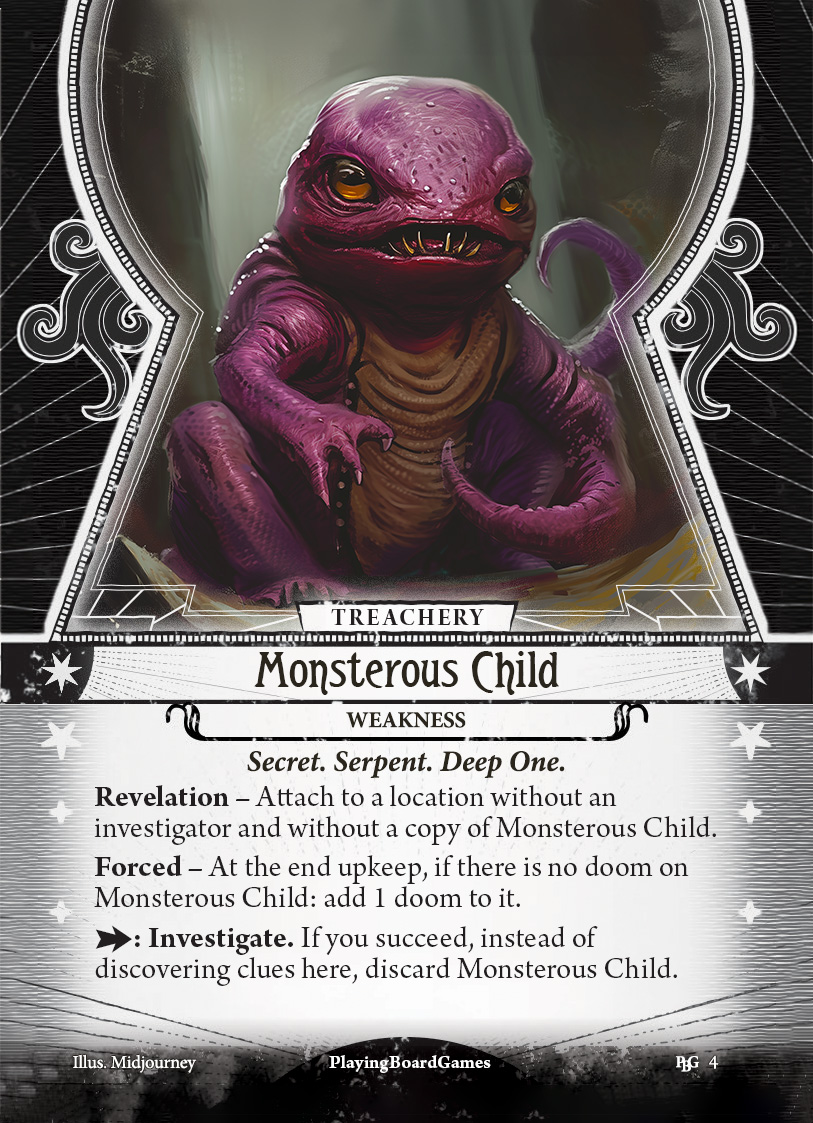 TREACHERY
Monsterous Child
WEAKNESS
Secret. Serpent. Deep One.
Revelation – Attach to a location without an
investigator and without a copy of Monsterous Child.
Forced – At the end upkeep, if there is no doom on
Monsterous Child: add 1 doom to it.
: Investigate. If you succeed, instead of
discovering clues here, discard Monsterous Child.
Illus. Midjourney PlayingBoardGames PBG 4